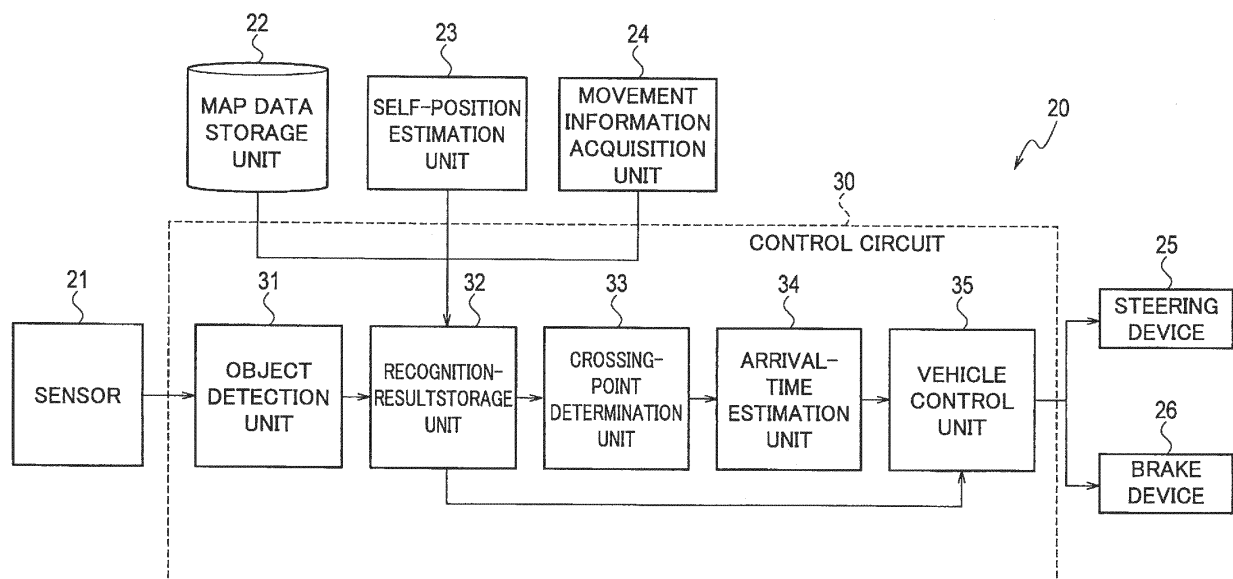 22
23
24
MAP DATA
STORAGE
UNIT
SELF-POSITION
ESTIMATION
UNIT
MOVEMENT
INFORMATION
ACQUISITION
UNIT
20
30
CONTROL CIRCUIT
21
31
32
33
34
35
25
SENSOR
OBJECT
DETECTION
UNIT
RECOGNITION-
RESULTSTORAGE
UNIT
CROSSING-
POINT
DETERMINATION
UNIT
ARRIVAL-
TIME
ESTIMATION
UNIT
VEHICLE
CONTROL
UNIT
STEERING
DEVICE
26
BRAKE
DEVICE